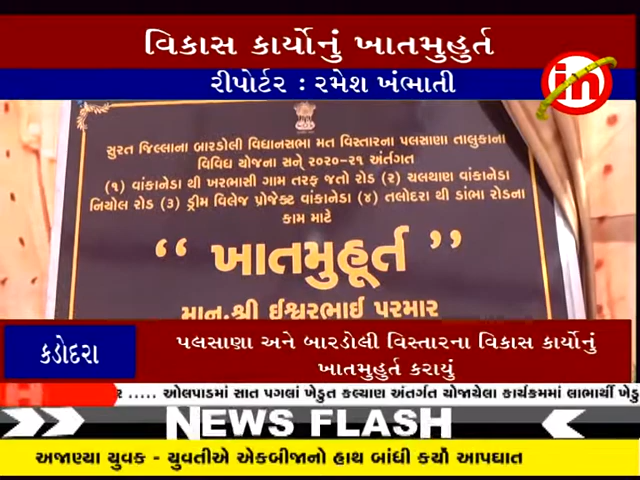 વિકાસ કાર્યોનું ખાતમુહુર્ત
રીપોર્ટર : રમેશ ખંભાતી
in
સુરત જિલ્લાના બારડોલી વિધાનસભા મત વિસ્તારના પલસાણા તાલુકાના
વિવિધ યોજના સને ૨૦૨૦-૨૧ અંર્તગત
(૧) વાંકાનેડા થી ખરભાસી ગામ તરફ જતો રોડ (૨) ચલથાણ વાંકાનેડા
નિયોલ રોડ (૩) ડ્રીમ વિલેજ પ્રોજેક્ટ વાંકાનેડા (૪) તલોદરા થી ડાંભા રોડના
કામ માટે
“ ખાતમુહૂર્ત ”
માન.શ્રી ઈશ્વરભાઈ પરમાર
કડોદરા
પલસાણા અને બારડોલી વિસ્તારના વિકાસ કાર્યોનું
ખાતમુહુર્ત કરાયું
..... ઓલપાડમાં સાત પગલાં ખેડુત કલ્યાણ અંતર્ગત યોજાયેલા કાર્યક્રમમાં લાભાર્થી ખેડુ
NEWS FLASH
અજાણ્યા યુવક - યુવતીએ એકબીજાનો હાથ બાંધી કર્યો આપઘાત